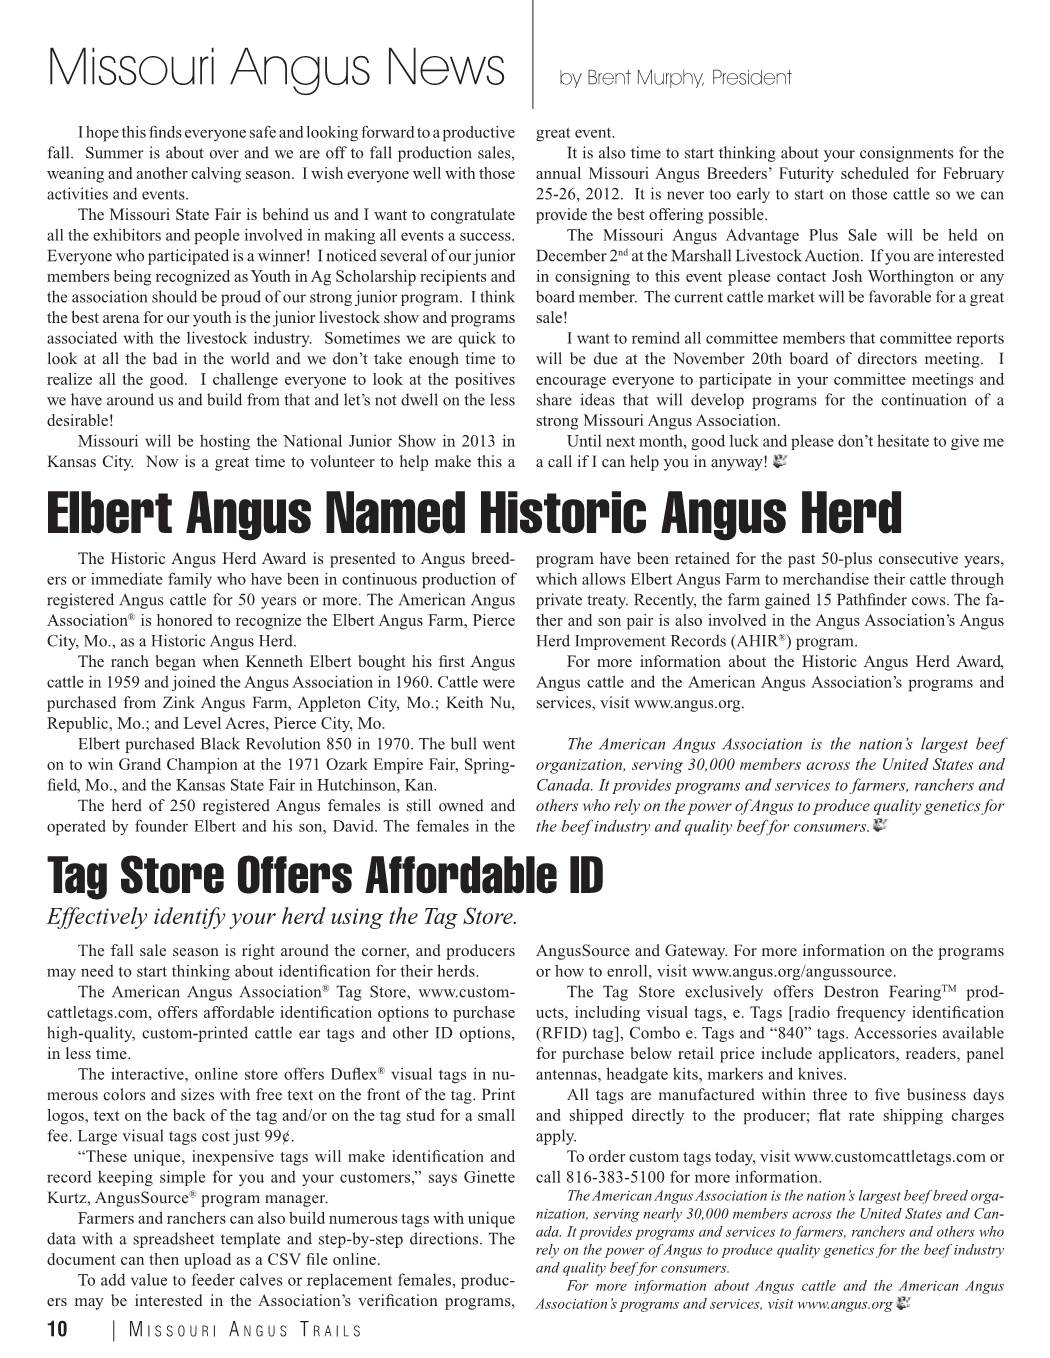 Missouri Angus News
by Brent Murphy, President
I hope this finds everyone safe and looking forward to a productive
fall.  Summer is about over and we are off to fall production sales,
weaning and another calving season.  I wish everyone well with those
activities and events.
The Missouri State Fair is behind us and I want to congratulate
all the exhibitors and people involved in making all events a success.
Everyone who participated is a winner!  I noticed several of our junior
members being recognized as Youth in Ag Scholarship recipients and
the association should be proud of our strong junior program.  I think
the best arena for our youth is the junior livestock show and programs
associated with the livestock industry.  Sometimes we are quick to
look at all the bad in the world and we don’t take enough time to
realize all the good.  I challenge everyone to look at the positives
we have around us and build from that and let’s not dwell on the less
desirable!
Missouri will be hosting the National Junior Show in 2013 in
Kansas City.  Now is a great time to volunteer to help make this a
great event.
It is also time to start thinking about your consignments for the
annual Missouri Angus Breeders’ Futurity scheduled for February
25-26, 2012.  It is never too early to start on those cattle so we can
provide the best offering possible.
The Missouri Angus Advantage Plus Sale will be held on
December 2nd at the Marshall Livestock Auction.  If you are interested
in consigning to this event please contact Josh Worthington or any
board member.  The current cattle market will be favorable for a great
sale!
I want to remind all committee members that committee reports
will be due at the November 20th board of directors meeting.  I
encourage everyone to participate in your committee meetings and
share ideas that will develop programs for the continuation of a
strong Missouri Angus Association.
Until next month, good luck and please don’t hesitate to give me
a call if I can help you in anyway!
Elbert Angus Named Historic Angus Herd
The Historic Angus Herd Award is presented to Angus breed-
ers or immediate family who have been in continuous production of
registered Angus cattle for 50 years or more. The American Angus
Association® is honored to recognize the Elbert Angus Farm, Pierce
City, Mo., as a Historic Angus Herd.
The ranch began when Kenneth Elbert bought his first Angus
cattle in 1959 and joined the Angus Association in 1960. Cattle were
purchased from Zink Angus Farm, Appleton City, Mo.; Keith Nu,
Republic, Mo.; and Level Acres, Pierce City, Mo.
Elbert purchased Black Revolution 850 in 1970. The bull went
on to win Grand Champion at the 1971 Ozark Empire Fair, Spring-
field, Mo., and the Kansas State Fair in Hutchinson, Kan.
The herd of 250 registered Angus females is still owned and
operated by founder Elbert and his son, David. The females in the
program have been retained for the past 50-plus consecutive years,
which allows Elbert Angus Farm to merchandise their cattle through
private treaty. Recently, the farm gained 15 Pathfinder cows. The fa-
ther and son pair is also involved in the Angus Association’s Angus
Herd Improvement Records (AHIR®) program.
For more information about the Historic Angus Herd Award,
Angus cattle and the American Angus Association’s programs and
services, visit www.angus.org.
The American Angus Association is the nation’s largest beef
organization, serving 30,000 members across the United States and
Canada. It provides programs and services to farmers, ranchers and
others who rely on the power of Angus to produce quality genetics for
the beef industry and quality beef for consumers.
Tag Store Offers Affordable ID
Effectively identify your herd using the Tag Store.
The fall sale season is right around the corner, and producers
may need to start thinking about identification for their herds.
The American Angus Association® Tag Store, www.custom-
cattletags.com, offers affordable identification options to purchase
high-quality, custom-printed cattle ear tags and other ID options,
in less time.
The interactive, online store offers Duflex® visual tags in nu-
merous colors and sizes with free text on the front of the tag. Print
logos, text on the back of the tag and/or on the tag stud for a small
fee. Large visual tags cost just 99¢.
“These unique, inexpensive tags will make identification and
record keeping simple for you and your customers,” says Ginette
Kurtz, AngusSource® program manager.
Farmers and ranchers can also build numerous tags with unique
data with a spreadsheet template and step-by-step directions. The
document can then upload as a CSV file online.
To add value to feeder calves or replacement females, produc-
ers may be interested in the Association’s verification programs,
AngusSource and Gateway. For more information on the programs
or how to enroll, visit www.angus.org/angussource.
The Tag Store exclusively offers Destron Fearing™ prod-
ucts, including visual tags, e. Tags [radio frequency identification
(RFID) tag], Combo e. Tags and “840” tags. Accessories available
for purchase below retail price include applicators, readers, panel
antennas, headgate kits, markers and knives.
All tags are manufactured within three to five business days
and shipped directly to the producer; flat rate shipping charges
apply.
To order custom tags today, visit www.customcattletags.com or
call 816-383-5100 for more information.
The American Angus Association is the nation’s largest beef breed orga-
nization, serving nearly 30,000 members across the United States and Can-
ada. It provides programs and services to farmers, ranchers and others who
rely on the power of Angus to produce quality genetics for the beef industry
and quality beef for consumers.
For more information about Angus cattle and the American Angus
Association’s programs and services, visit www.angus.org
10 | Missouri Angus Trails